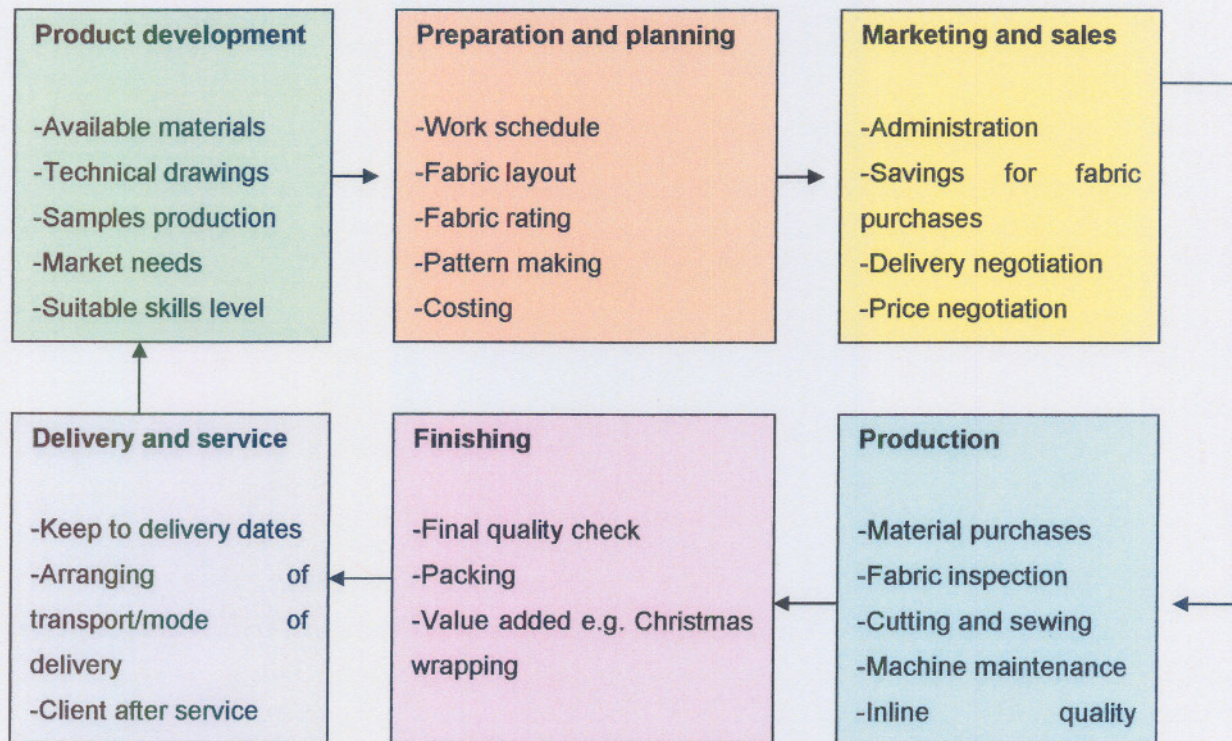 Product development
-Available materials
-Technical drawings
-Samples production
-Market needs
-Suitable skills level
Preparation and planning
-Work schedule
-Fabric layout
-Fabric rating
-Pattern making
-Costing
Marketing and sales
-Administration
-Savings for fabric
purchases
-Delivery negotiation
-Price negotiation
Delivery and service
-Keep to delivery dates
-Arranging of
transport/mode of
delivery
-Client after service
Finishing
-Final quality check
-Packing
-Value added e.g. Christmas
wrapping
Production
-Material purchases
-Fabric inspection
-Cutting and sewing
-Machine maintenance
-Inline quality